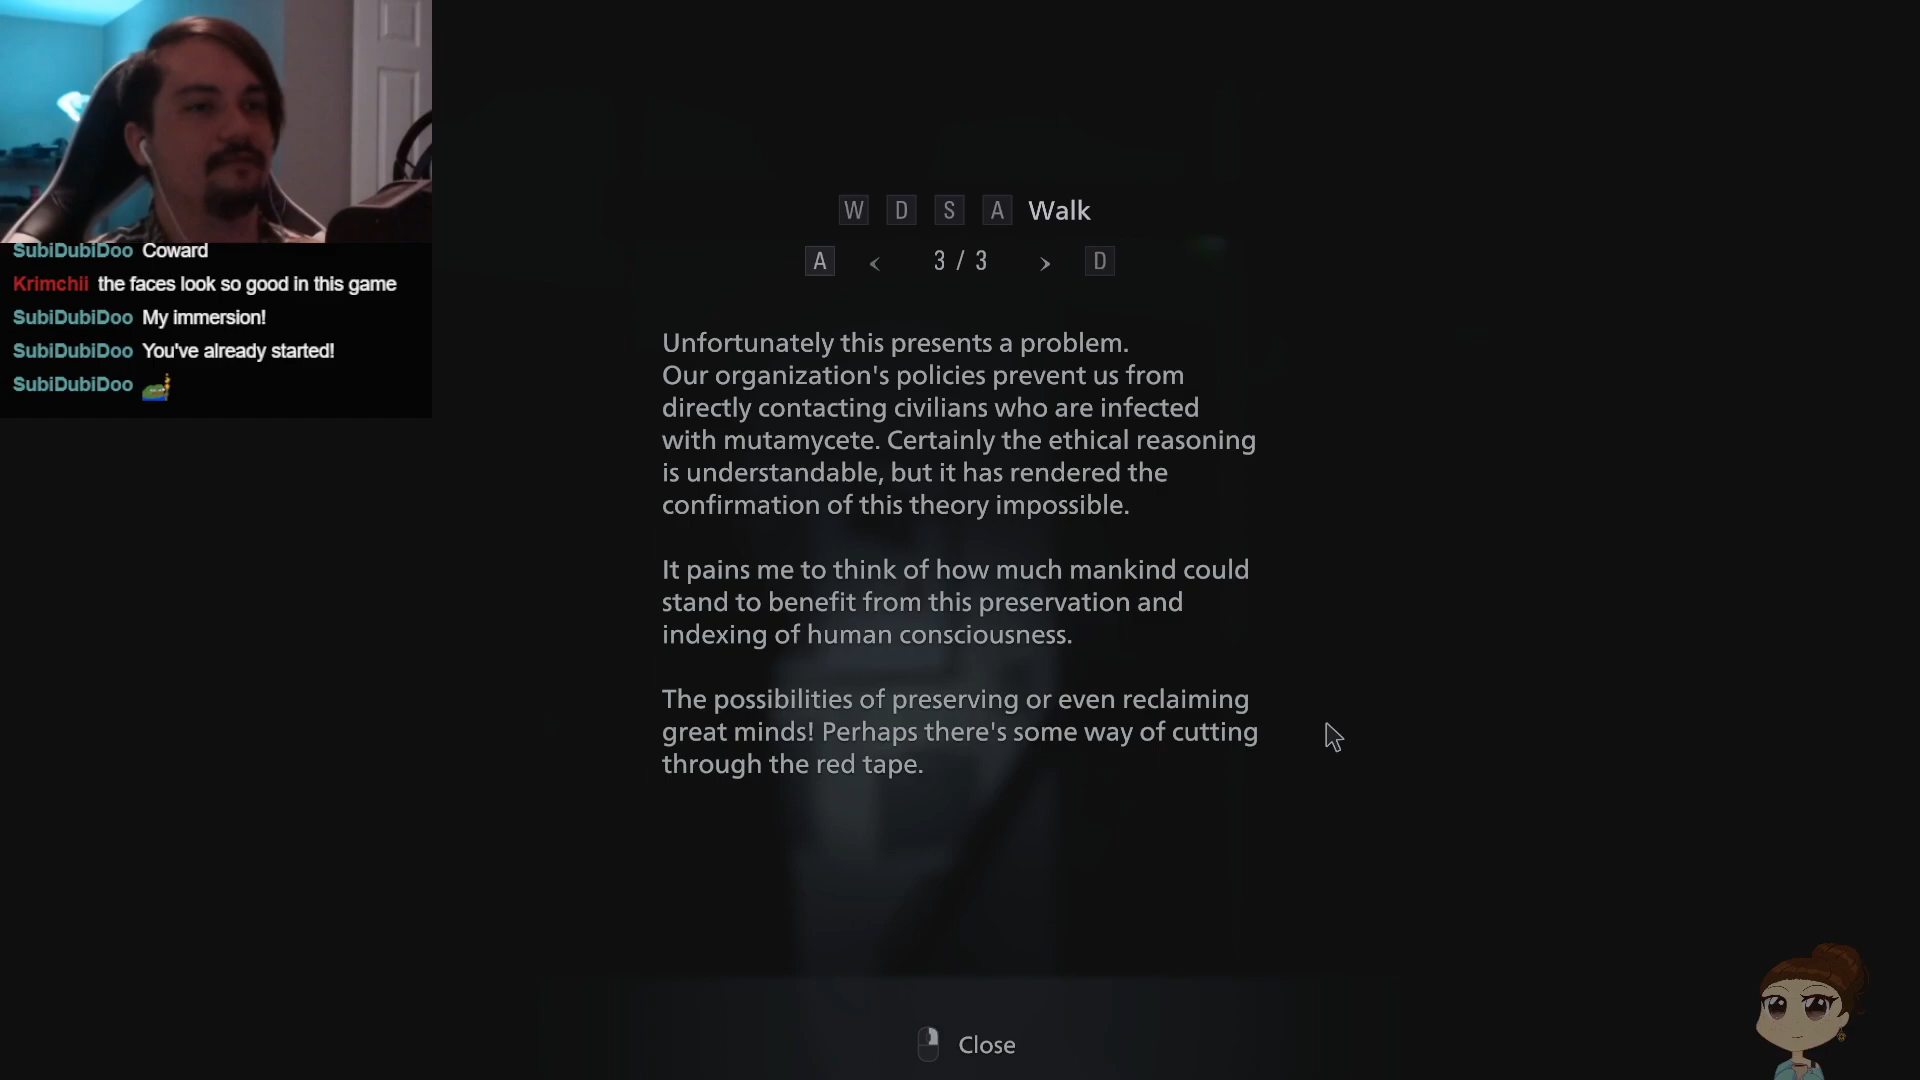 SubiDubiDoo Coward
Krimchii the faces look so good in this game
SubiDubiDoo My immersion!
SubiDubiDoo You've already started!
SubiDubiDoo
W D S A Walk
A < 3 / 3 > D
Unfortunately this presents a problem.
Our organization's policies prevent us from
directly contacting civilians who are infected
with mutamycete. Certainly the ethical reasoning
is understandable, but it has rendered the
confirmation of this theory impossible.
It pains me to think of how much mankind could
stand to benefit from this preservation and
indexing of human consciousness.
The possibilities of preserving or even reclaiming
great minds! Perhaps there's some way of cutting
through the red tape.
Close